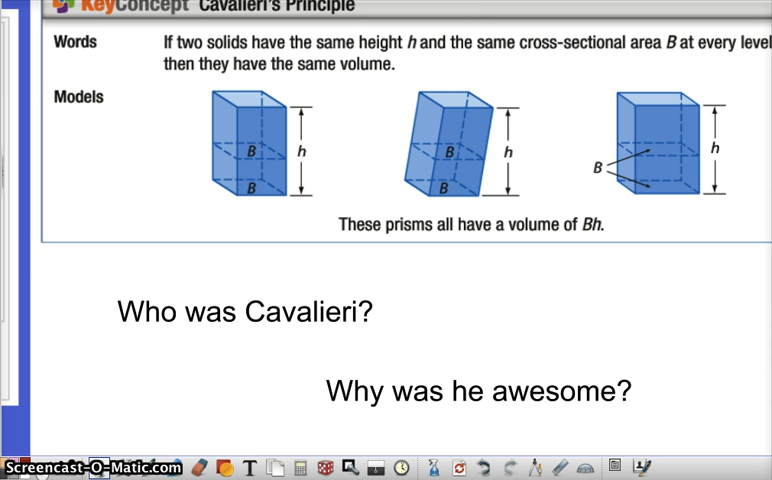 KeyConcept Cavalieri's Principle
Words If two solids have the same height h and the same cross-sectional area B at every level
then they have the same volume.
Models
B h B h B h
B B
These prisms all have a volume of Bh.
Who was Cavalieri?
Why was he awesome?
Screencast-O-Matic.com T